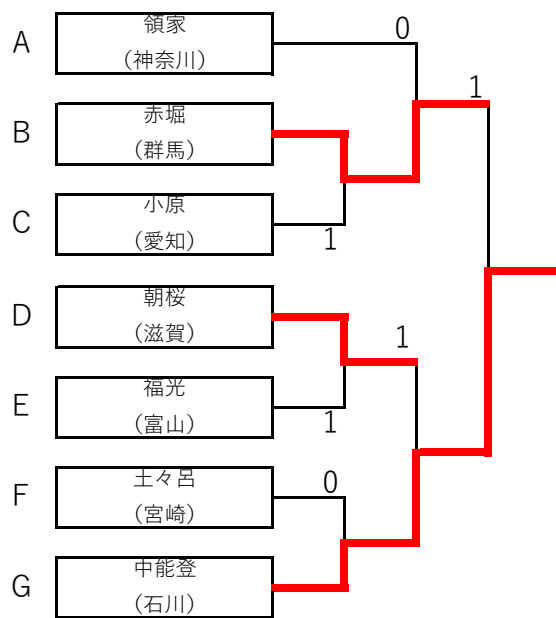 A
領家
(神奈川)
0
1
B
赤堀
(群馬)
C
小原
(愛知)
1
D
朝桜
(滋賀)
1
E
福光
(富山)
1
F
土々呂
(宮崎)
0
G
中能登
(石川)